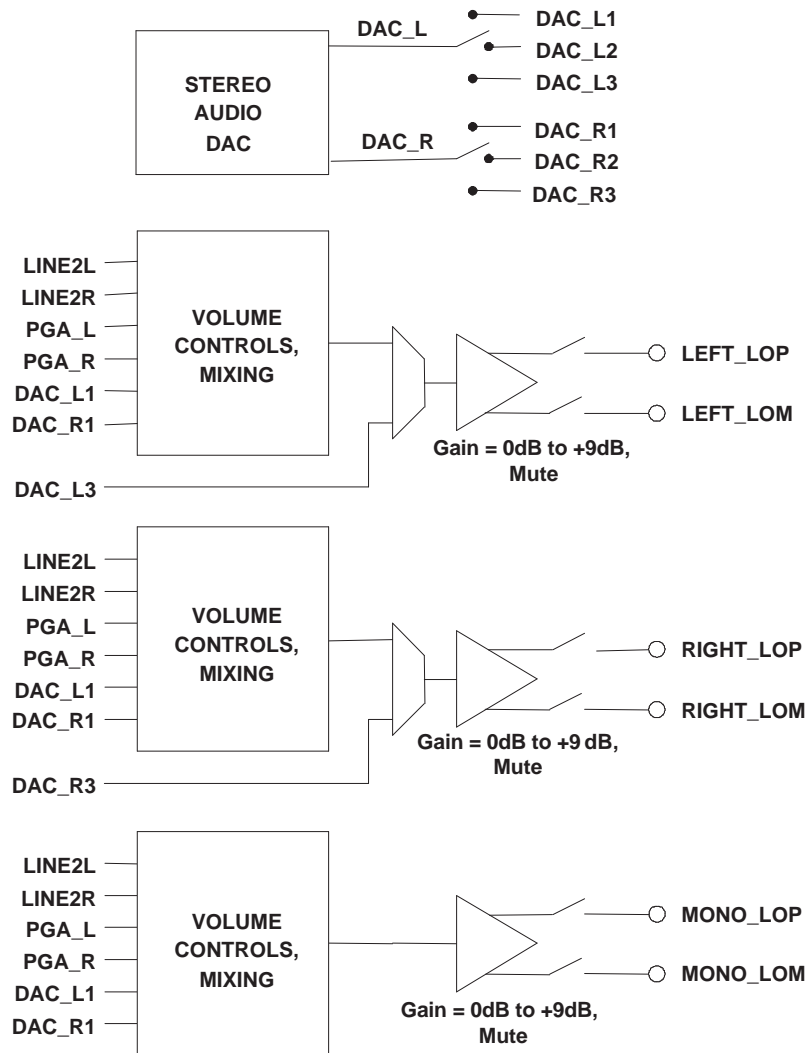 DAC_L
DAC_L1
DAC_L2
DAC_L3
STEREO
AUDIO
DAC
DAC_R
DAC_R1
DAC_R2
DAC_R3
LINE2L
LINE2R
PGA_L
PGA_R
DAC_L1
DAC_R1
DAC_L3
VOLUME
CONTROLS,
MIXING
LEFT_LOP
LEFT_LOM
Gain = 0dB to +9dB,
Mute
LINE2L
LINE2R
PGA_L
PGA_R
DAC_L1
DAC_R1
DAC_R3
VOLUME
CONTROLS,
MIXING
RIGHT_LOP
RIGHT_LOM
Gain = 0dB to +9 dB,
Mute
LINE2L
LINE2R
PGA_L
PGA_R
DAC_L1
DAC_R1
VOLUME
CONTROLS,
MIXING
MONO_LOP
MONO_LOM
Gain = 0dB to +9dB,
Mute